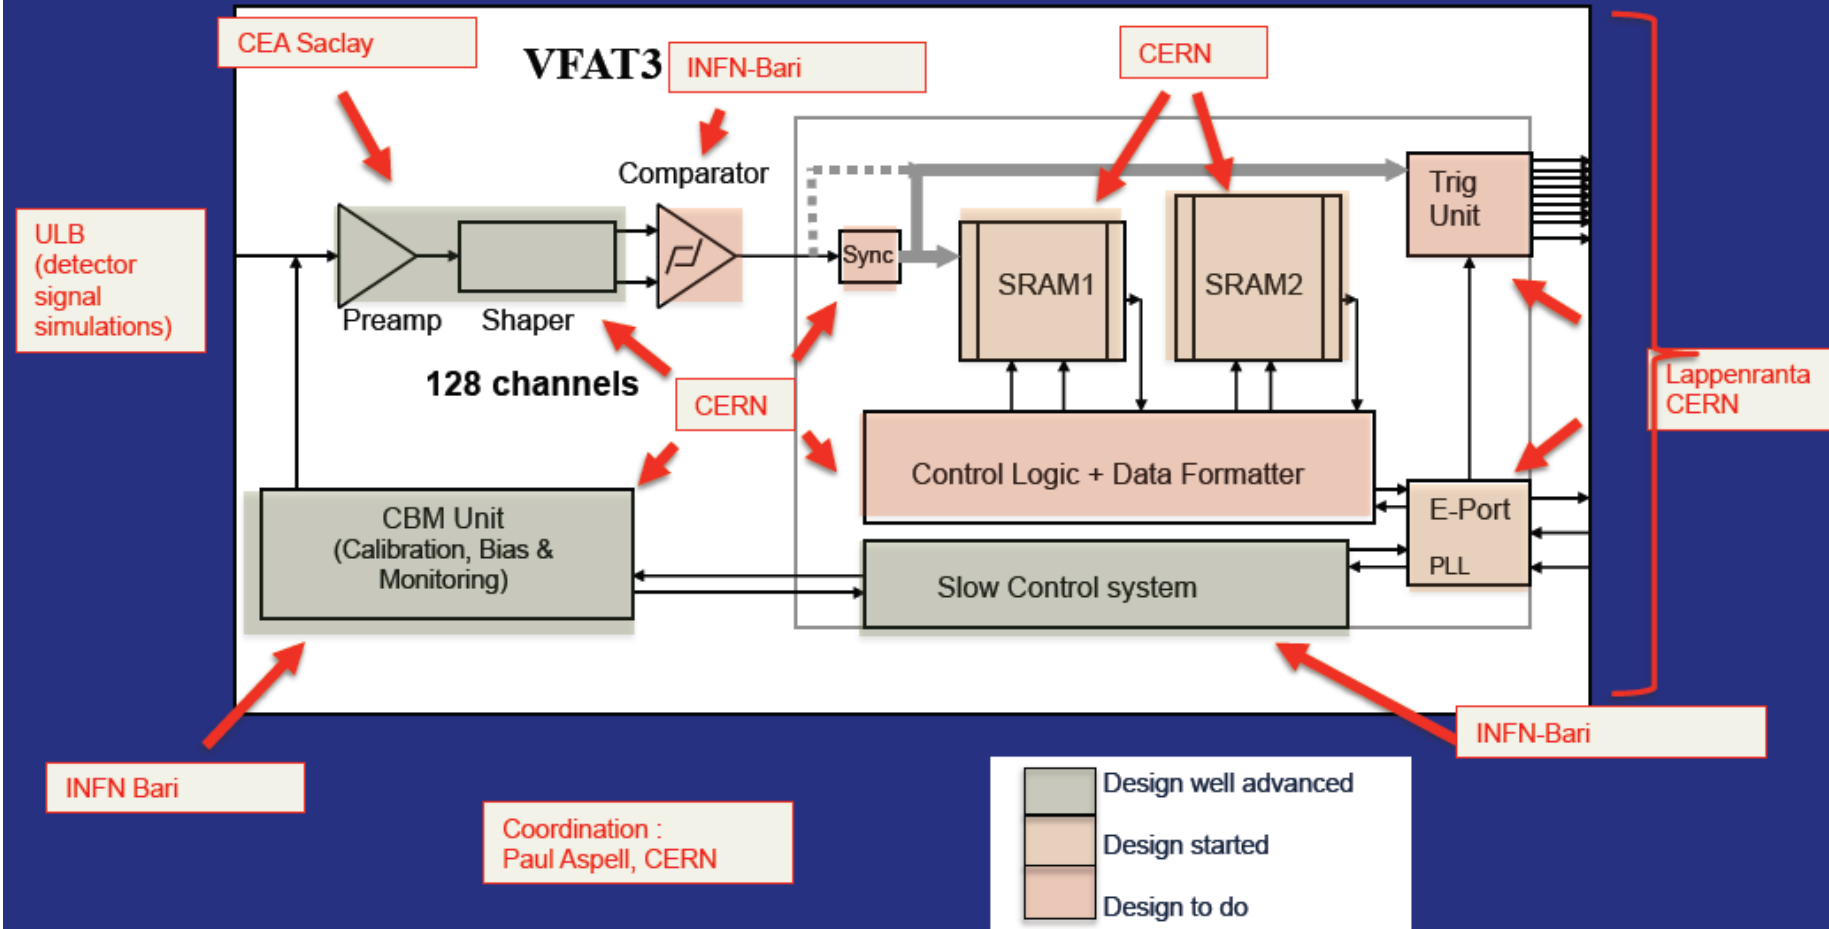 CEA Saclay
VFAT3
INFN-Bari
CERN
Comparator
Trig
Unit
ULB
(detector
signal
simulations)
Sync
SRAM1
SRAM2
Preamp
Shaper
128 channels
CERN
Lappenranta
CERN
Control Logic + Data Formatter
CBM Unit
(Calibration, Bias &
Monitoring)
E-Port
PLL
Slow Control system
INFN-Bari
INFN Bari
Coordination :
Paul Aspell, CERN
Design well advanced
Design started
Design to do